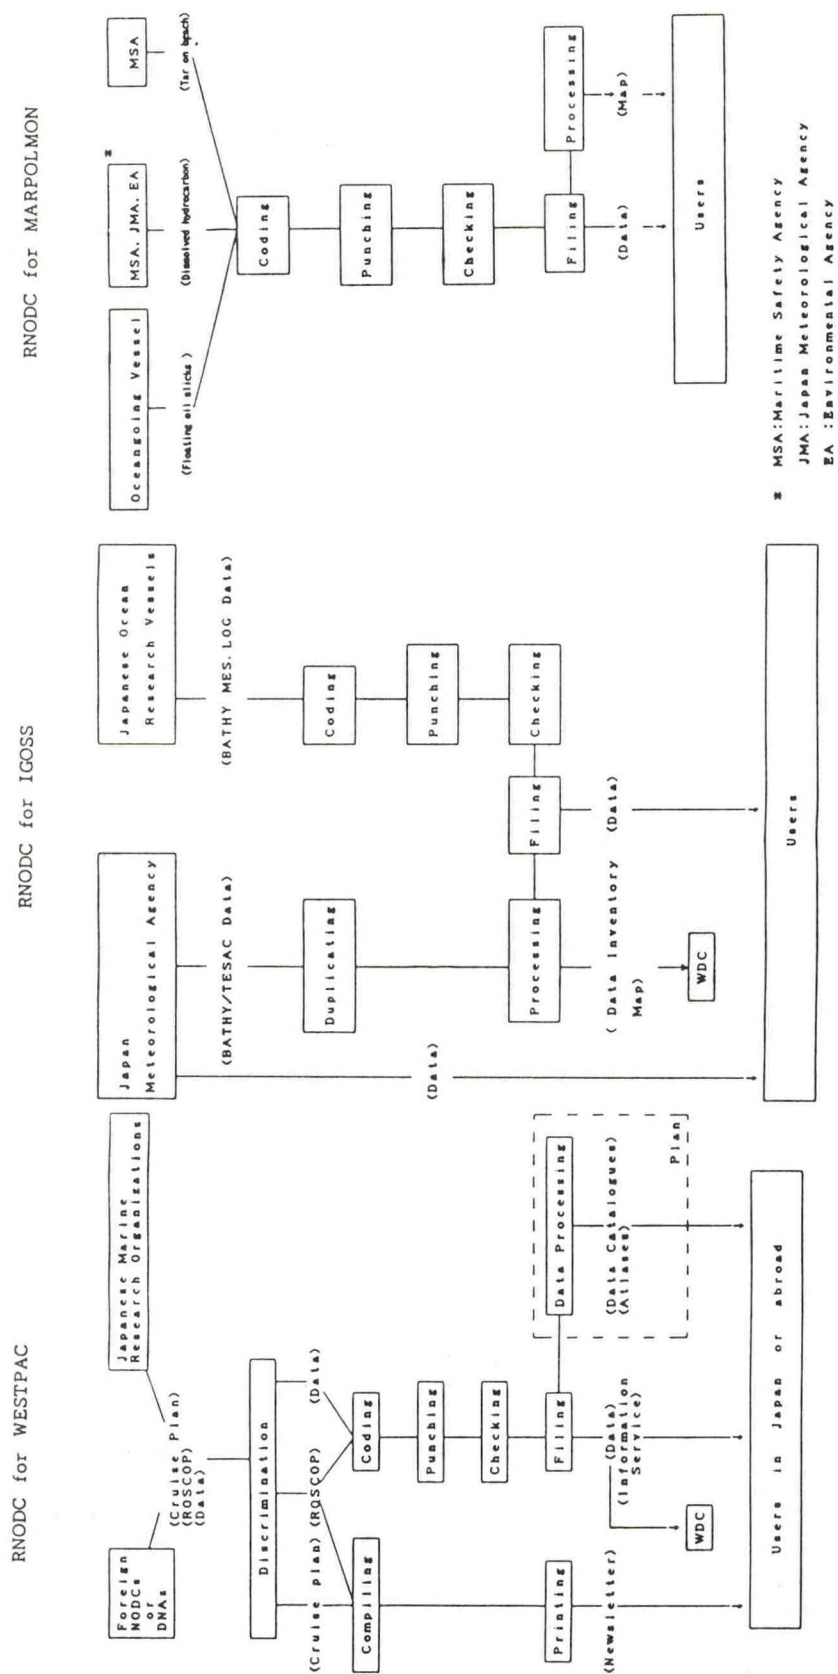 RNODC for WESTPAC
Foreign
NODCs
or
DNAs
Japanese Marine
Research Organizations
(Cruise Plan)
(ROSCOP)
(Data)
Discrimination
(Cruise plan)
(ROSCOP)
(Data)
Compiling
Coding
Punching
Checking
Printing
Filing
Data Processing
(Newsletter)
(Data)
(Information
Service)
(Data Catalogues)
(Atlases)
Plan
WDC
Users in Japan or abroad
RNODC for IGOSS
Japan
Meteorological Agency
Japanese Ocean
Research Vessels
(BATHY/TESAC Data)
(BATHY MES. LOG Data)
Duplicating
Coding
Punching
(Data)
Processing
Filing
Checking
( Data Inventory
Map)
(Data)
WDC
Users
RNODC for MARPOLMON
Oceangoing Vessel
MSA, JMA, EA
*
MSA
(Floating oil slicks )
(Dissolved hydrocarbon)
(Tar on beach)
Coding
Punching
Checking
Filing
Processing
(Data)
(Map)
Users
* MSA:Maritime Safety Agency
JMA:Japan Meteorological Agency
EA :Environmental Agency